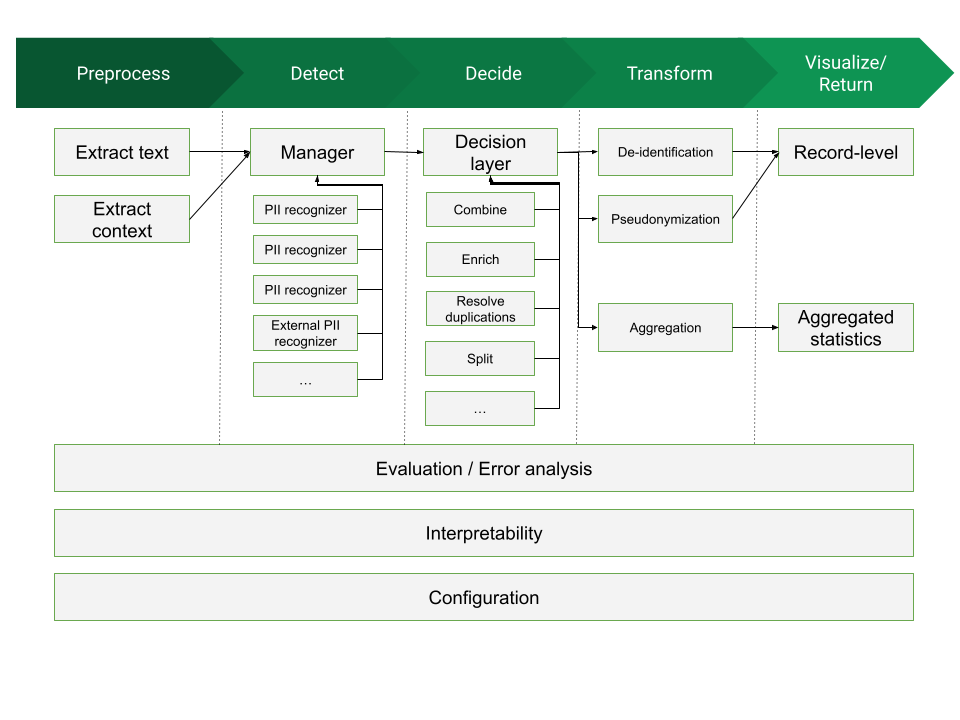 Preprocess
Detect
Decide
Transform
Visualize/
Return
Extract text
Extract
context
Manager
PII recognizer
PII recognizer
PII recognizer
External PII
recognizer
…
Decision
layer
Combine
Enrich
Resolve
duplications
Split
…
De-identification
Pseudonymization
Aggregation
Record-level
Aggregated
statistics
Evaluation / Error analysis
Interpretability
Configuration